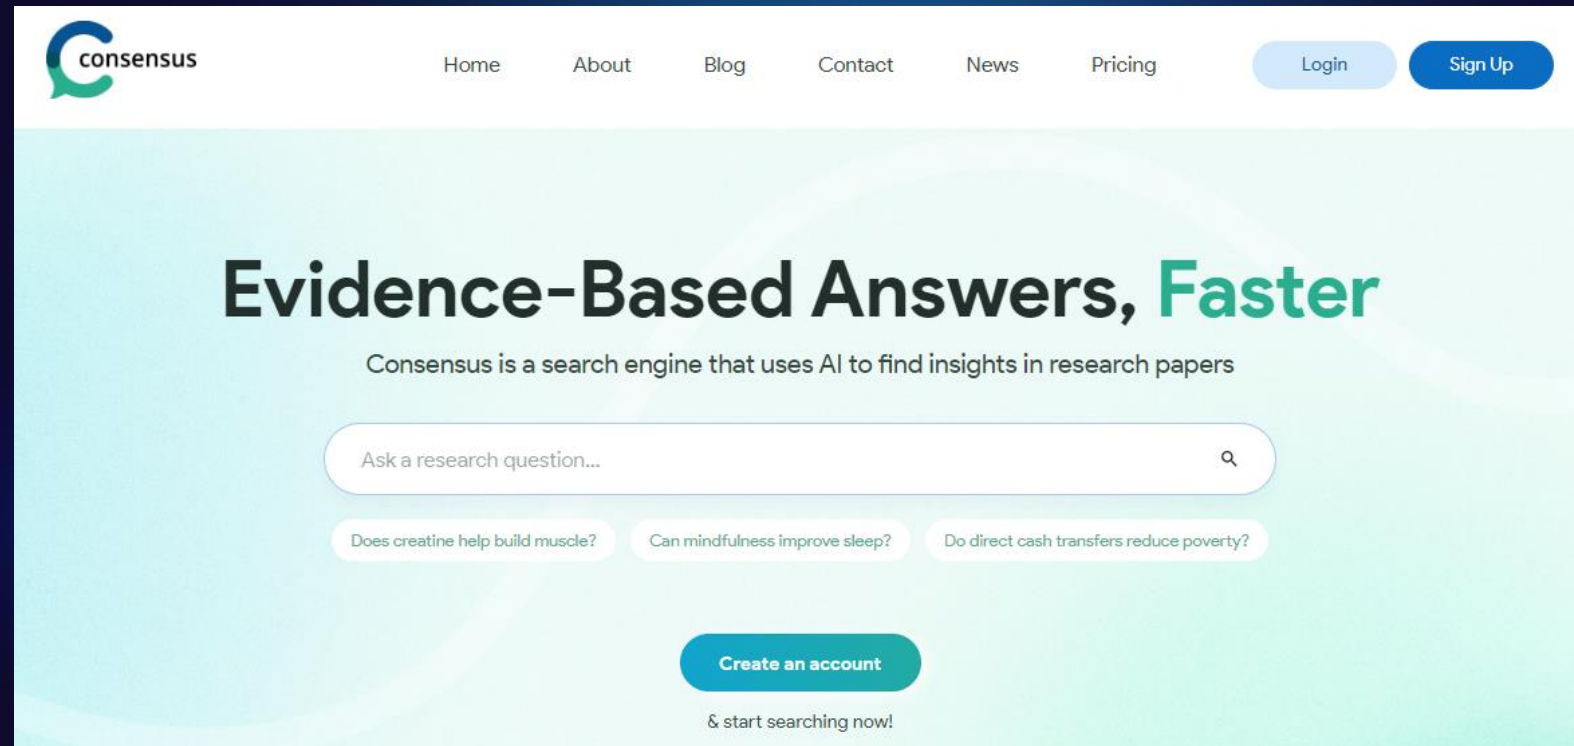 consensus
Home About Blog Contact News Pricing Login Sign Up
Evidence-Based Answers, Faster
Consensus is a search engine that uses AI to find insights in research papers
Ask a research question...
Does creatine help build muscle? Can mindfulness improve sleep? Do direct cash transfers reduce poverty?
Create an account
& start searching now!